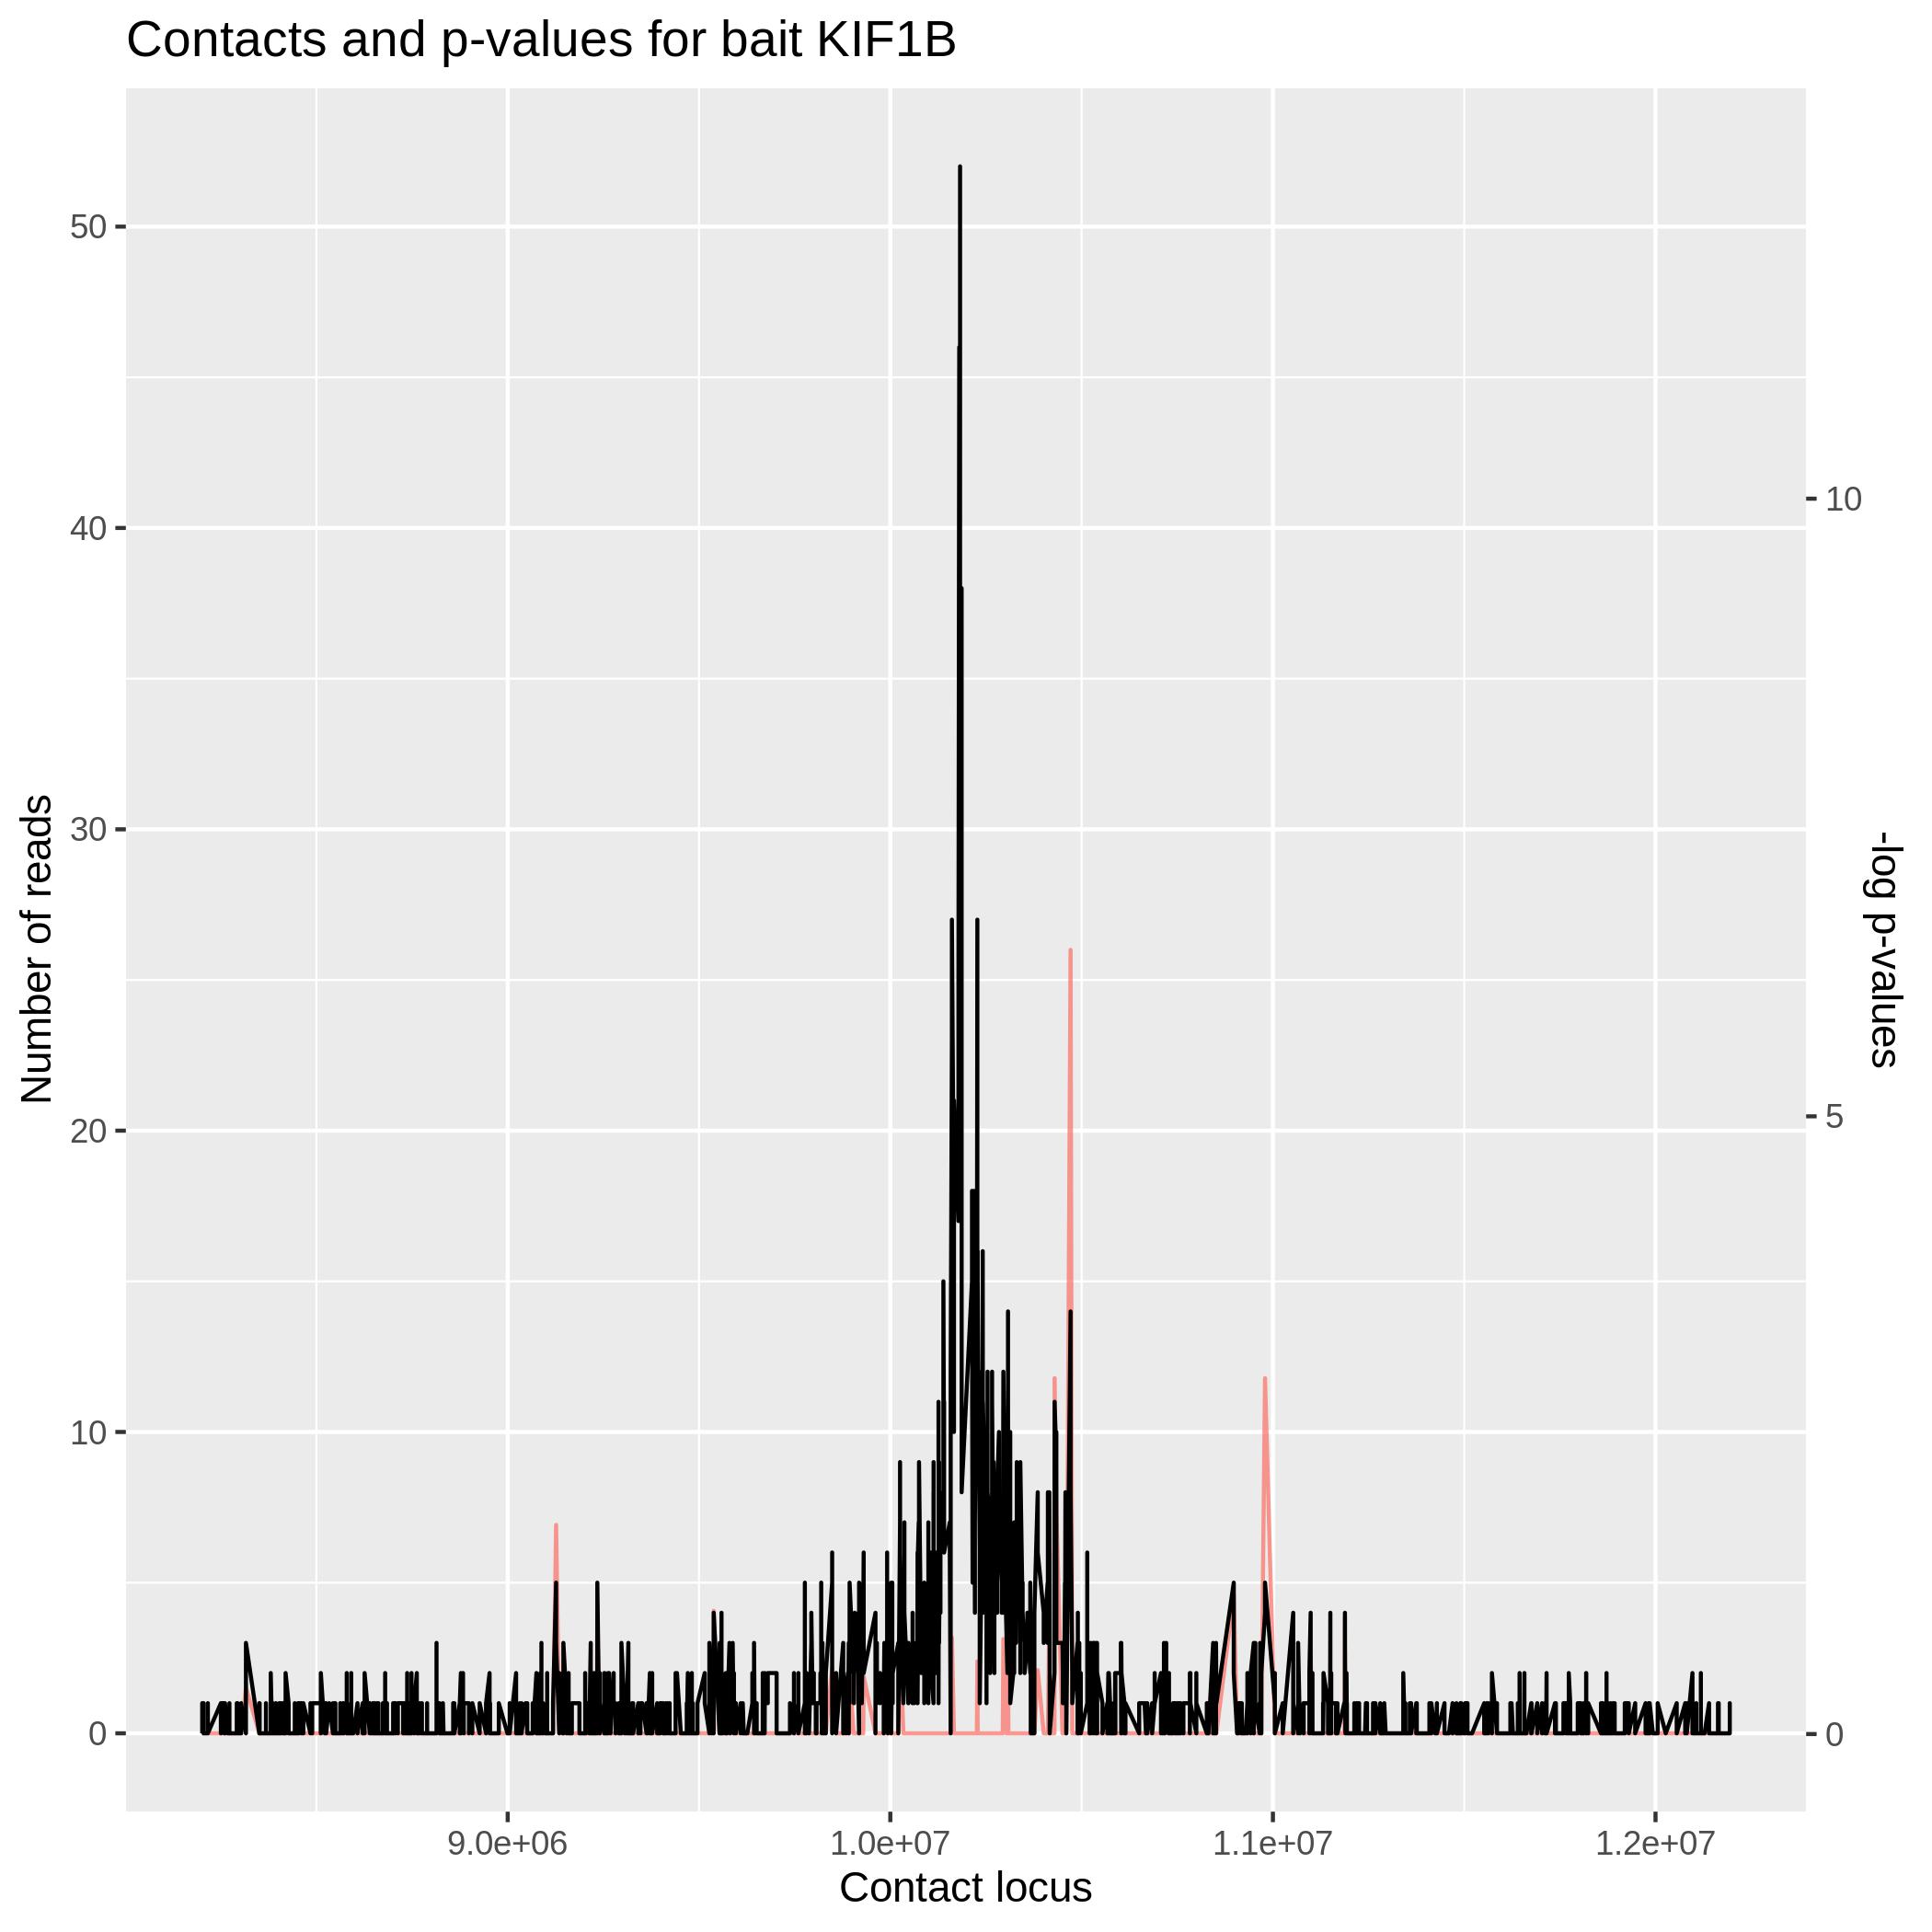 Contacts and p-values for bait KIF1B
50
40
30
20
10
0
Number of reads
10
5
0
-log p-values
9.0e+06
1.0e+07
1.1e+07
1.2e+07
Contact locus